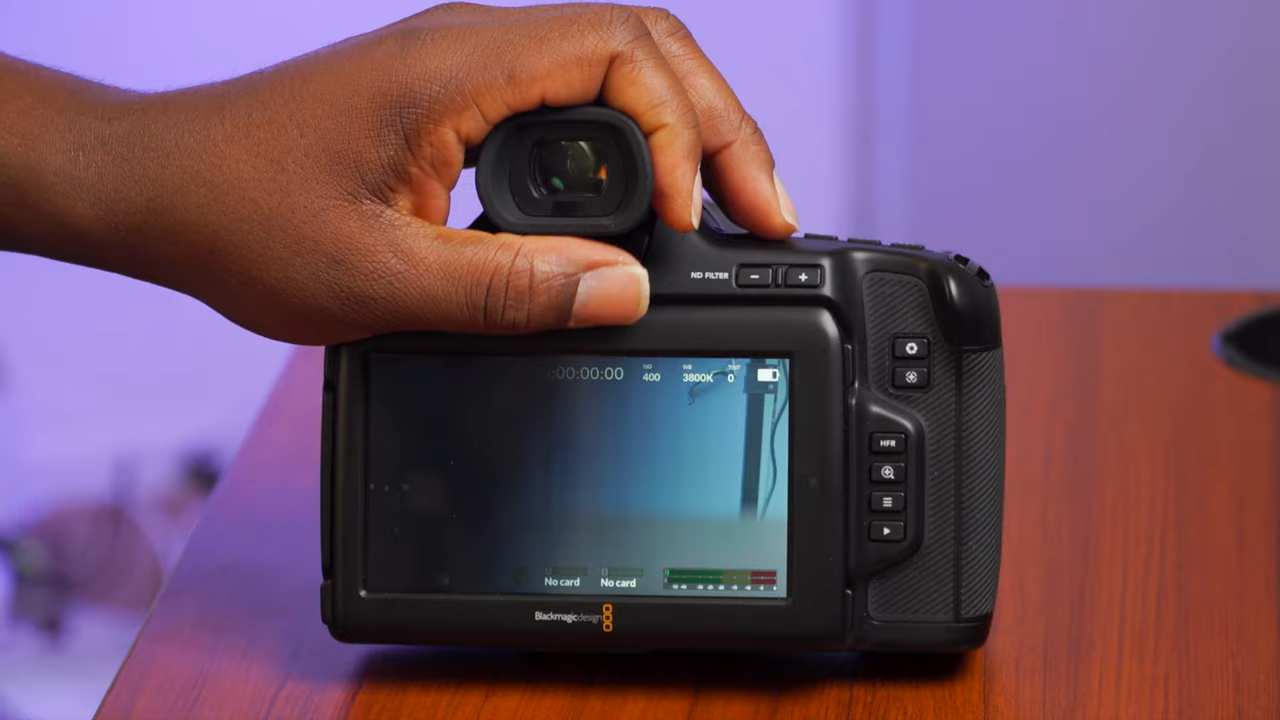 ND FILTER − +
:00:00:00
ISO
400
WB
3800K
TINT
0
HFR
No card
No card
Blackmagicdesign